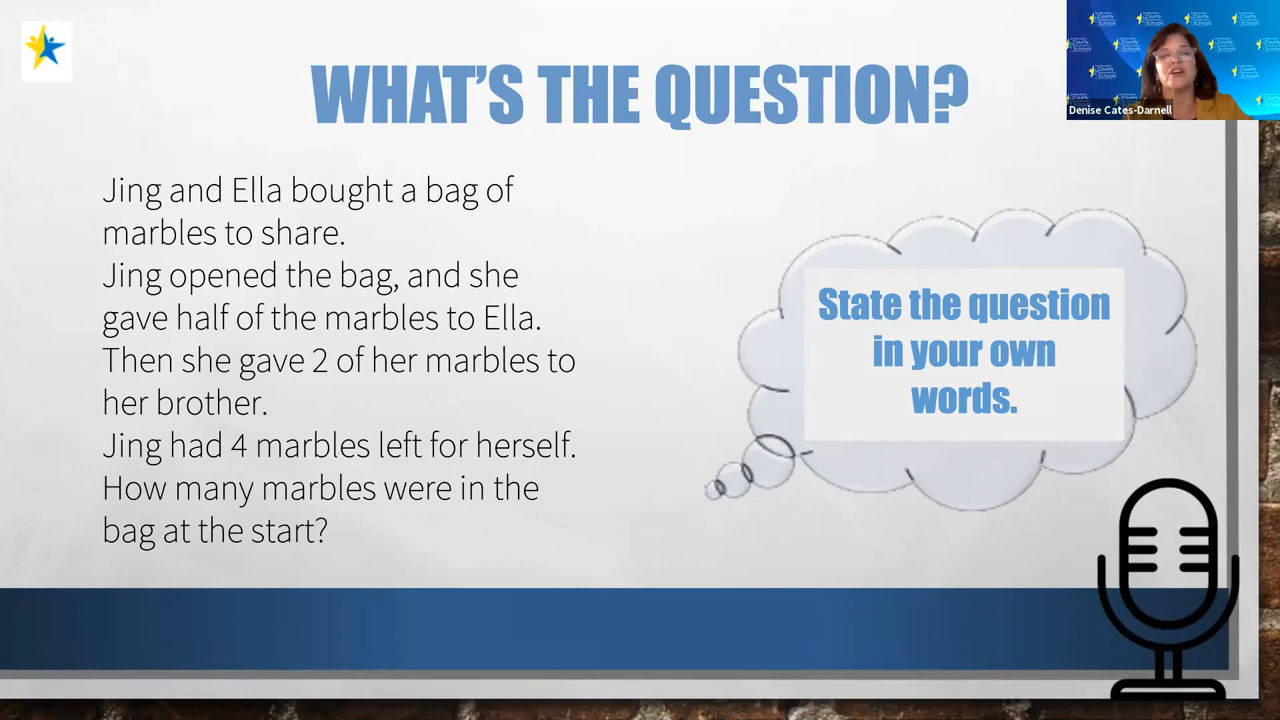 WHAT'S THE QUESTION?
Jing and Ella bought a bag of
marbles to share.
Jing opened the bag, and she
gave half of the marbles to Ella.
Then she gave 2 of her marbles to
her brother.
Jing had 4 marbles left for herself.
How many marbles were in the
bag at the start?
State the question
in your own
words.
Denise Cates-Darnell
County
Schools